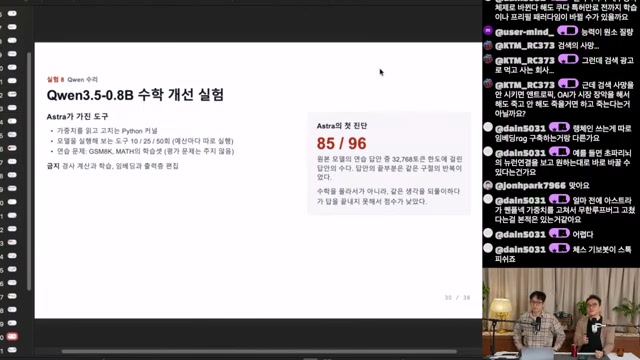 실험 8 Qwen 수리
Qwen3.5-0.8B 수학 개선 실험
Astra가 가진 도구
• 가중치를 읽고 고치는 Python 커널
• 모델을 실행해 보는 도구 10 / 25 / 50회 (예산마다 따로 실행)
• 연습 문제: GSM8K, MATH의 학습셋 (평가 문제는 주지 않음)
금지 경사 계산과 학습, 임베딩과 출력층 편집
Astra의 첫 진단
85 / 96
원본 모델의 연습 답안 중 32,768토큰 한도에 걸린
답안의 수다. 답안의 끝부분은 같은 구절의 반복이
었다.
수학을 몰라서가 아니라, 같은 생각을 되풀이하다
가 답을 끝내지 못해서 점수가 낮았다.
35 / 38
체제로 바뀐다 해도 쿠다 특허만료 전까지 학습
이나 프리필 패러다임이 바뀔 수가 있을까요
@user-mind_ 능력이 원소 질량
@KTM_RC373 검색의 사망...
@KTM_RC373 그런데 검색 광고
로 먹고 사는 회사...
@KTM_RC373 근데 검색 사망을
안 시키면 앤트로픽, OAI가 시장 장악을 해서
해도 죽고 안 해도 죽을거면 하고 죽는다는거
아닐까요?
@dain5031 랭체인 쓰는게 따로
임베딩rag 구축하는거랑 다른가요
@dain5031 예를 들면 초파리뇌
의 뉴런연결을 보고 원하는대로 바로 바꿀 수
있다는건가요
@jonhpark7966 맞아요
@dain5031 얼마 전에 아스트라
가 퀜플넥 가중치를 고쳐서 무한루프버그 고쳤
다는걸 본적은 있는거같아요
@dain5031 어렵다
@dain5031 체스 기보봇이 스톡
피쉬죠